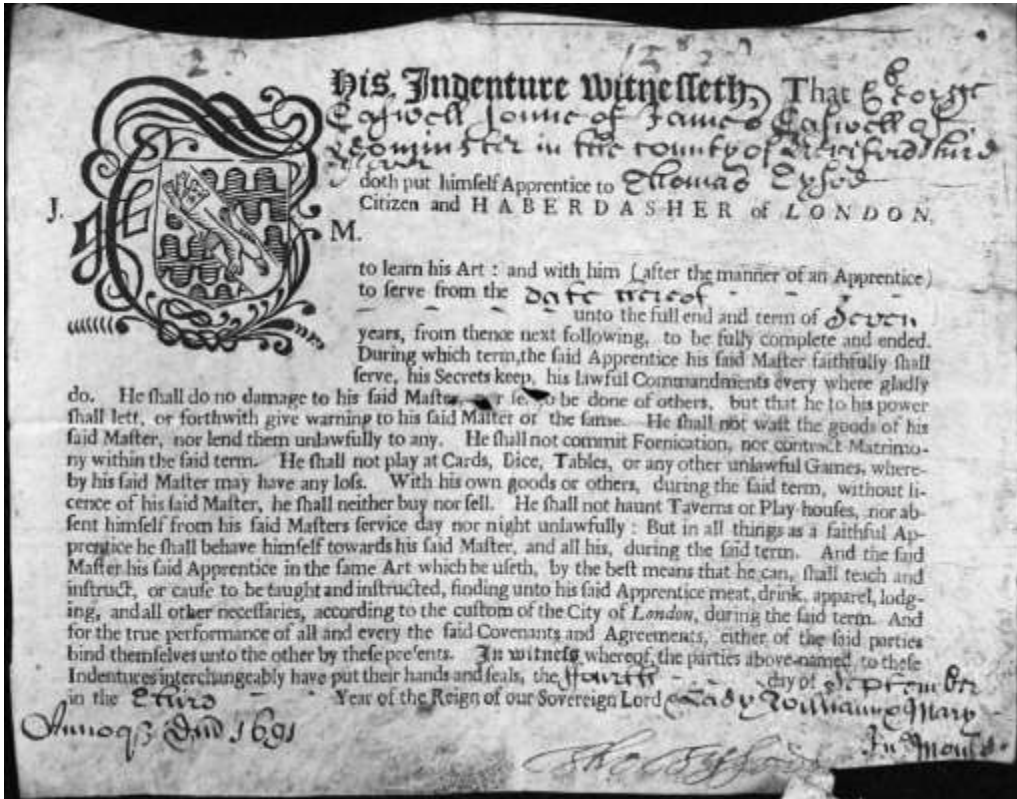 This Indenture Witnesseth, That George
Caswell sonne of James Caswell of
Leominster in the county of Hereford
doth put himself Apprentice to Thomas Eyford
Citizen and HABERDASHER of LONDON,
J. M.
to learn his Art : and with him (after the manner of an Apprentice)
to ſerve from the date hereof - -
- - - - unto the full end and term of Seven
years, from thence next following, to be fully complete and ended.
During which term, the ſaid Apprentice his ſaid Maſter faithfully ſhall
ſerve, his Secrets keep, his lawful Commandments every where gladly
do. He ſhall do no damage to his ſaid Maſter, to be done of others, but that he to his power
ſhall lett, or forthwith give warning to his ſaid Maſter of the ſame. He ſhall not waſt the goods of his
ſaid Maſter, nor lend them unlawfully to any. He ſhall not commit Fornication, nor contract Matrimo-
ny within the ſaid term. He ſhall not play at Cards, Dice, Tables, or any other unlawful Games, where-
by his ſaid Maſter may have any loſs. With his own goods or others, during the ſaid term, without li-
cence of his ſaid Maſter, he ſhall neither buy nor ſell. He ſhall not haunt Taverns or Play-houſes, nor ab-
ſent himſelf from his ſaid Maſters ſervice day nor night unlawfully : But in all things as a faithful Ap-
prentice he ſhall behave himſelf towards his ſaid Maſter, and all his, during the ſaid term. And the ſaid
Maſter his ſaid Apprentice in the ſame Art which he uſeth, by the beſt means that he can, ſhall teach and
inſtruct, or cauſe to be taught and inſtructed, finding unto his ſaid Apprentice meat, drink, apparel, lodg-
ing, and all other neceſſaries, according to the cuſtom of the City of London, during the ſaid term. And
for the true performance of all and every the ſaid Covenants and Agreements, either of the ſaid parties
bind themſelves unto the other by theſe preſents. In witneſs whereof, the parties above-named to theſe
Indentures interchangeably have put their hands and ſeals, the fourth - - day of September
in the Third - - Year of the Reign of our Sovereign Lord & Lady William & Mary
Annoq; Dni 1691
Tho: Eyford